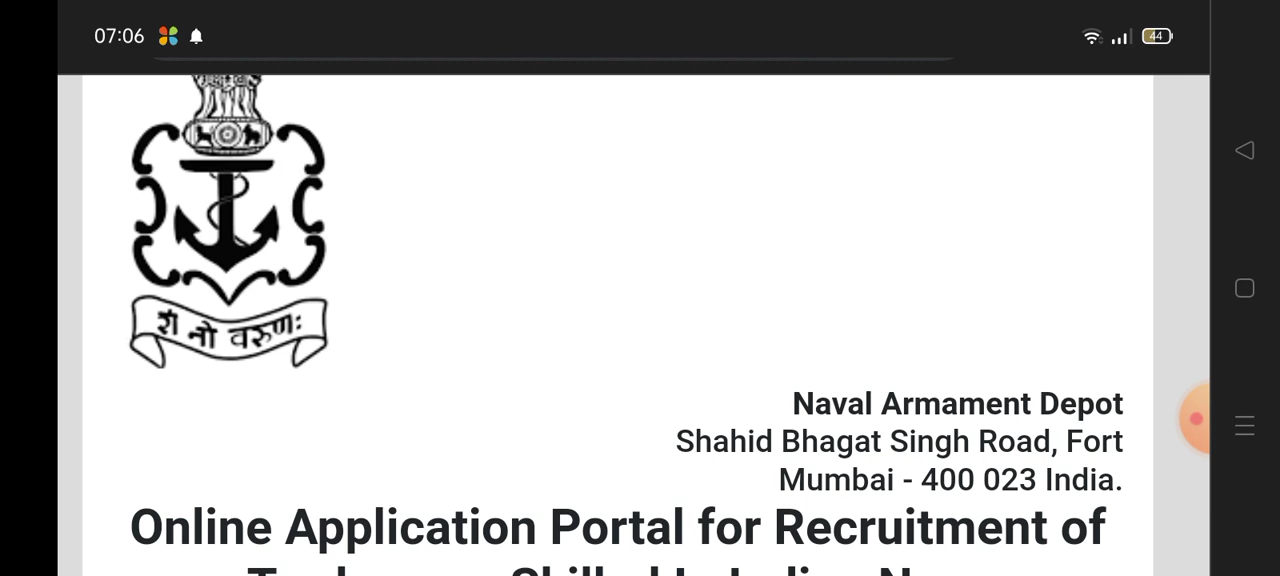 07:06
44
शं नो वरुणः
Naval Armament Depot
Shahid Bhagat Singh Road, Fort
Mumbai - 400 023 India.
Online Application Portal for Recruitment of